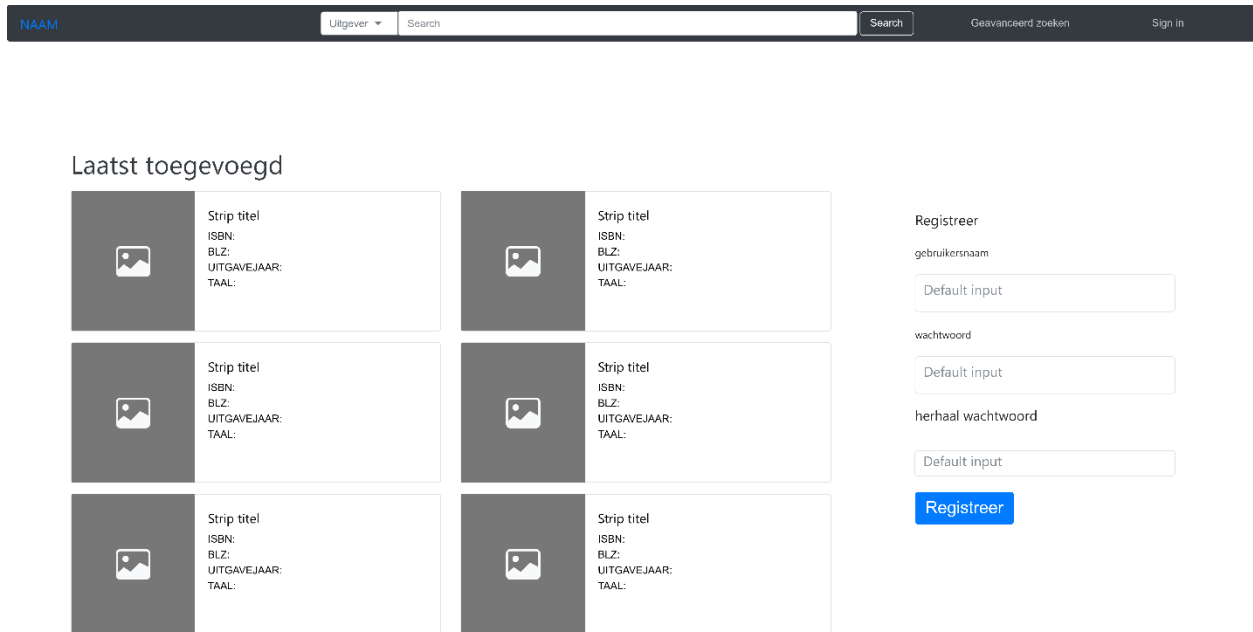 NAAM
Uitgever
Search
Search
Geavanceerd zoeken
Sign in
Laatst toegevoegd
Strip titel
ISBN:
BLZ:
UITGAVEJAAR:
TAAL:
Strip titel
ISBN:
BLZ:
UITGAVEJAAR:
TAAL:
Strip titel
ISBN:
BLZ:
UITGAVEJAAR:
TAAL:
Strip titel
ISBN:
BLZ:
UITGAVEJAAR:
TAAL:
Strip titel
ISBN:
BLZ:
UITGAVEJAAR:
TAAL:
Strip titel
ISBN:
BLZ:
UITGAVEJAAR:
TAAL:
Registreer
gebruikersnaam
Default input
wachtwoord
Default input
herhaal wachtwoord
Default input
Registreer